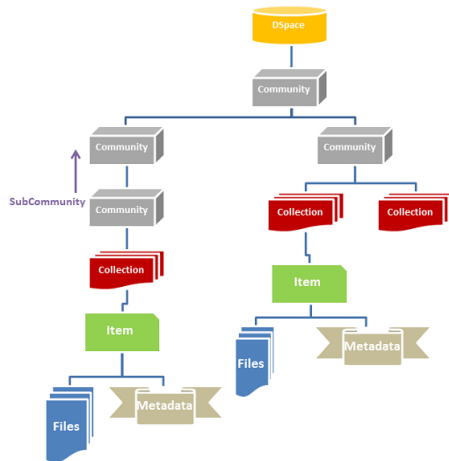 DSpace
Community
Community
Community
SubCommunity
Community
Collection
Collection
Collection
Item
Item
Files
Metadata
Files
Metadata